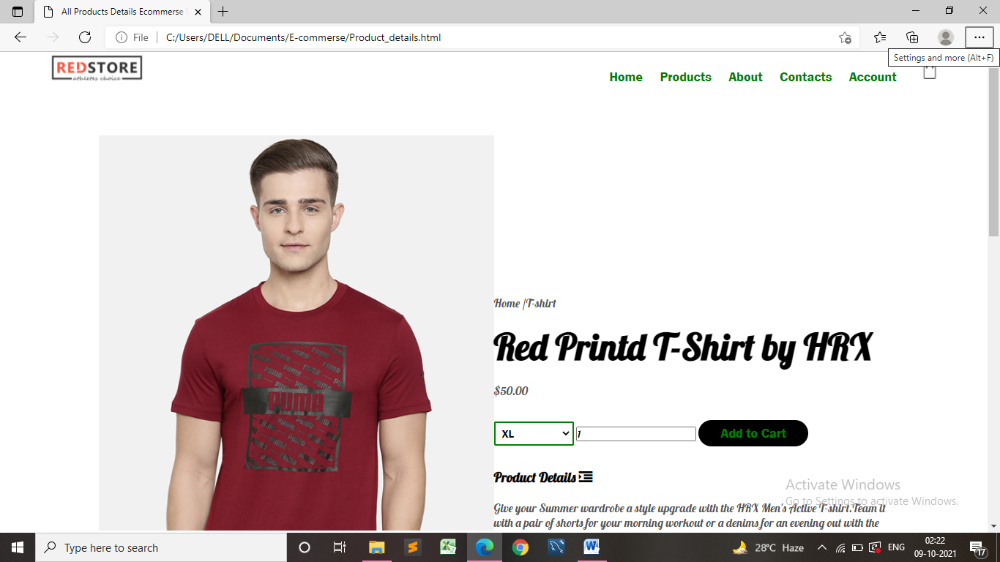 All Products Details Ecommerse
File
C:/Users/DELL/Documents/E-commerse/Product_details.html
Settings and more (Alt+F)
REDSTORE
athletes choice
Home Products About Contacts Account
PUMA
Home /T-shirt
Red Printd T-Shirt by HRX
$50.00
XL 1 Add to Cart
Product Details
Give your Summer wardrobe a style upgrade with the HRX Men's Active T-shirt.Team it
with a pair of shorts for your morning workout or a denims for an evening out with the
Activate Windows
Go to Settings to activate Windows.
Type here to search
28°C Haze
ENG
02:22
09-10-2021
17